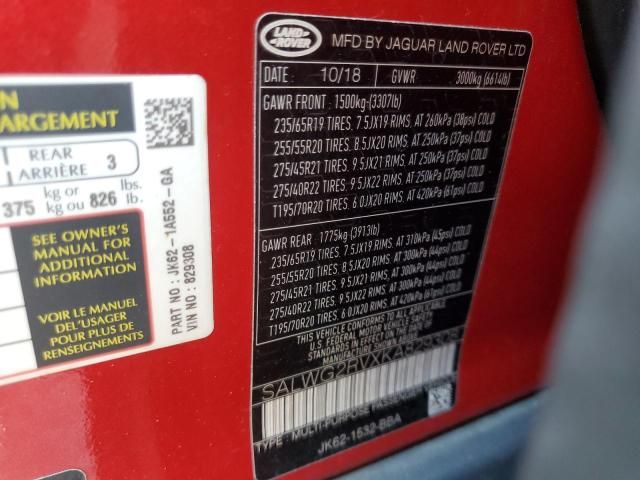 N
ARGEMENT
REAR
ARRIÈRE 3
375 kg or
kg ou 826 lbs.
lb.
SEE OWNER'S
MANUAL FOR
ADDITIONAL
INFORMATION
VOIR LE MANUEL
DE L'USAGER
POUR PLUS DE
RENSEIGNEMENTS
PART NO : JK62-1A552-GA
VIN NO : 829308
LAND
ROVER
MFD BY JAGUAR LAND ROVER LTD
DATE : 10/18 GVWR 3000kg (6614lb)
GAWR FRONT : 1500kg-(3307lb)
235/65R19 TIRES, 7.5JX19 RIMS, AT 260kPa (38psi) COLD
255/55R20 TIRES, 8.5JX20 RIMS, AT 250kPa (37psi) COLD
275/45R21 TIRES, 9.5JX21 RIMS, AT 250kPa (37psi) COLD
275/40R22 TIRES, 9.5JX22 RIMS, AT 250kPa (37psi) COLD
T195/70R20 TIRES, 6.0JX20 RIMS, AT 420kPa (61psi) COLD
GAWR REAR : 1775kg (3913lb)
235/65R19 TIRES, 7.5JX19 RIMS, AT 310kPa (45psi) COLD
255/55R20 TIRES, 8.5JX20 RIMS, AT 300kPa (44psi) COLD
275/45R21 TIRES, 9.5JX21 RIMS, AT 300kPa (44psi) COLD
275/40R22 TIRES, 9.5JX22 RIMS, AT 300kPa (44psi) COLD
T195/70R20 TIRES, 6.0JX20 RIMS, AT 420kPa (61psi) COLD
THIS VEHICLE CONFORMS TO ALL APPLICABLE
U.S. FEDERAL MOTOR VEHICLE SAFETY
STANDARDS IN EFFECT ON THE DATE OF
MANUFACTURE SHOWN ABOVE
SALWG2RVXKA829308
TYPE : MULTI-PURPOSE PASSENGER
JK62-1532-BBA